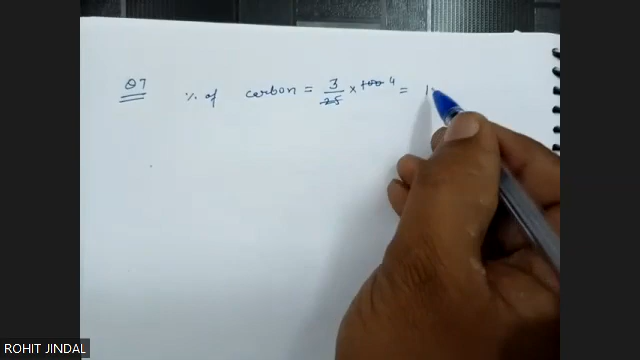 Q7 % of carbon = 3/25 × 100 4 = 1
ROHIT JINDAL